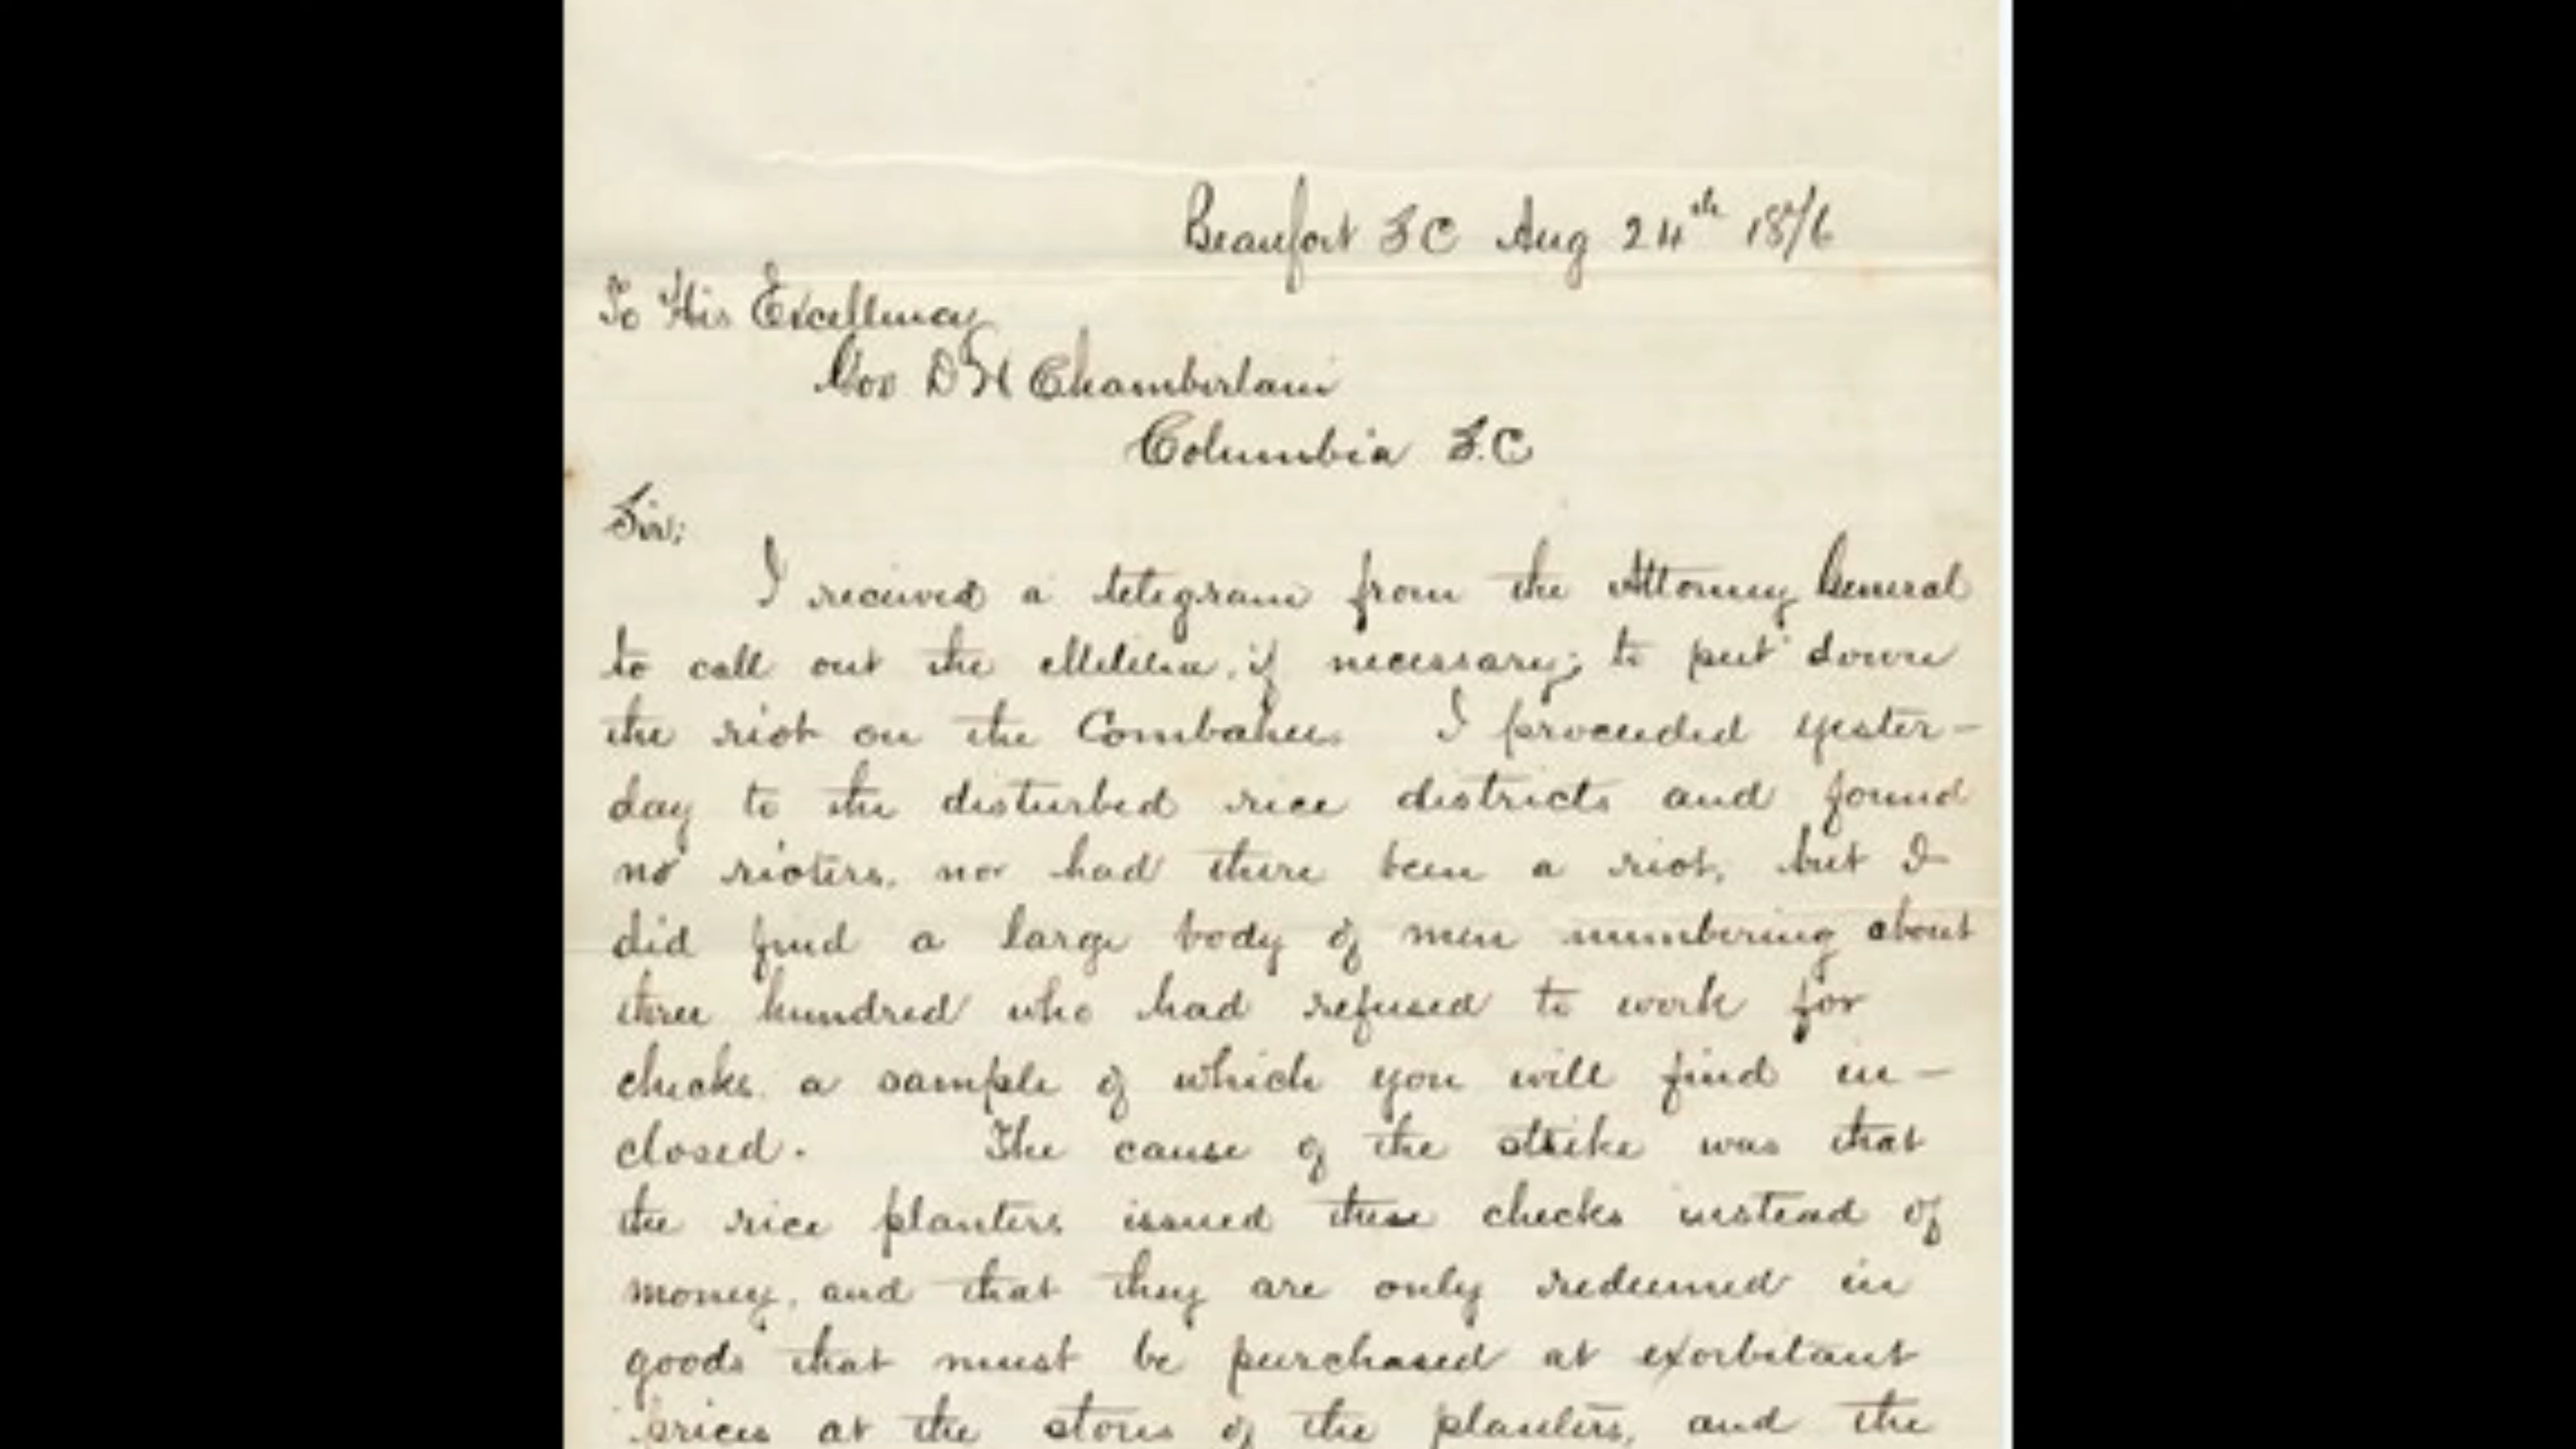 Beaufort S C Aug 24th 1876
To His Excellency
Gov D H Chamberlain
Columbia S.C
Sir;
I received a telegram from the Attorney General
to call out the Militia, if necessary; to put down
the riot on the Combahee. I proceeded yester-
day to the disturbed rice districts and found
no rioters, nor had there been a riot, but I
did find a large body of men numbering about
three hundred who had refused to work for
checks, a sample of which you will find in-
closed. The cause of the strike was that
the rice planters issued these checks instead of
money, and that they are only redeemed in
goods that must be purchased at exorbitant
prices at the stores of the planters, and the